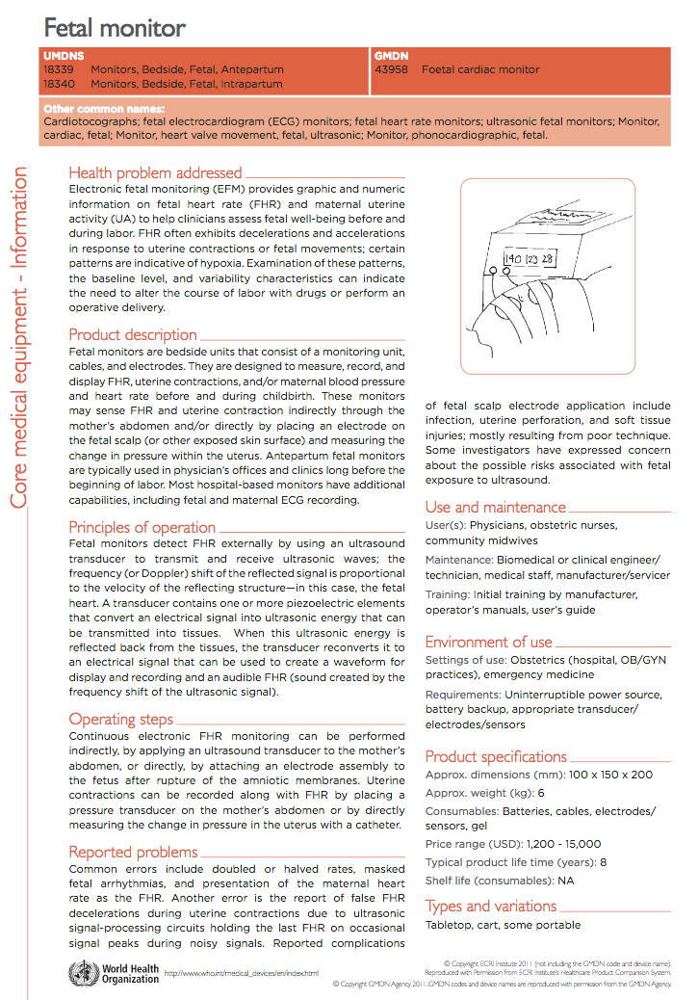 Fetal monitor
UMDNS
18339 Monitors, Bedside, Fetal, Antepartum
18340 Monitors, Bedside, Fetal, Intrapartum
GMDN
43958 Foetal cardiac monitor
Other common names:
Cardiotocographs; fetal electrocardiogram (ECG) monitors; fetal heart rate monitors; ultrasonic fetal monitors; Monitor,
cardiac, fetal; Monitor, heart valve movement, fetal, ultrasonic; Monitor, phonocardiographic, fetal.
Core medical equipment - Information
Health problem addressed
Electronic fetal monitoring (EFM) provides graphic and numeric
information on fetal heart rate (FHR) and maternal uterine
activity (UA) to help clinicians assess fetal well-being before and
during labor. FHR often exhibits decelerations and accelerations
in response to uterine contractions or fetal movements; certain
patterns are indicative of hypoxia. Examination of these patterns,
the baseline level, and variability characteristics can indicate
the need to alter the course of labor with drugs or perform an
operative delivery.
Product description
Fetal monitors are bedside units that consist of a monitoring unit,
cables, and electrodes. They are designed to measure, record, and
display FHR, uterine contractions, and/or maternal blood pressure
and heart rate before and during childbirth. These monitors
may sense FHR and uterine contraction indirectly through the
mother's abdomen and/or directly by placing an electrode on
the fetal scalp (or other exposed skin surface) and measuring the
change in pressure within the uterus. Antepartum fetal monitors
are typically used in physician's offices and clinics long before the
beginning of labor. Most hospital-based monitors have additional
capabilities, including fetal and maternal ECG recording.
Principles of operation
Fetal monitors detect FHR externally by using an ultrasound
transducer to transmit and receive ultrasonic waves; the
frequency (or Doppler) shift of the reflected signal is proportional
to the velocity of the reflecting structure—in this case, the fetal
heart. A transducer contains one or more piezoelectric elements
that convert an electrical signal into ultrasonic energy that can
be transmitted into tissues. When this ultrasonic energy is
reflected back from the tissues, the transducer reconverts it to
an electrical signal that can be used to create a waveform for
display and recording and an audible FHR (sound created by the
frequency shift of the ultrasonic signal).
Operating steps
Continuous electronic FHR monitoring can be performed
indirectly, by applying an ultrasound transducer to the mother's
abdomen, or directly, by attaching an electrode assembly to
the fetus after rupture of the amniotic membranes. Uterine
contractions can be recorded along with FHR by placing a
pressure transducer on the mother's abdomen or by directly
measuring the change in pressure in the uterus with a catheter.
Reported problems
Common errors include doubled or halved rates, masked
fetal arrhythmias, and presentation of the maternal heart
rate as the FHR. Another error is the report of false FHR
decelerations during uterine contractions due to ultrasonic
signal-processing circuits holding the last FHR on occasional
signal peaks during noisy signals. Reported complications
140 123 28
of fetal scalp electrode application include
infection, uterine perforation, and soft tissue
injuries; mostly resulting from poor technique.
Some investigators have expressed concern
about the possible risks associated with fetal
exposure to ultrasound.
Use and maintenance
User(s): Physicians, obstetric nurses,
community midwives
Maintenance: Biomedical or clinical engineer/
technician, medical staff, manufacturer/servicer
Training: Initial training by manufacturer,
operator's manuals, user's guide
Environment of use
Settings of use: Obstetrics (hospital, OB/GYN
practices), emergency medicine
Requirements: Uninterruptible power source,
battery backup, appropriate transducer/
electrodes/sensors
Product specifications
Approx. dimensions (mm): 100 x 150 x 200
Approx. weight (kg): 6
Consumables: Batteries, cables, electrodes/
sensors, gel
Price range (USD): 1,200 - 15,000
Typical product life time (years): 8
Shelf life (consumables): NA
Types and variations
Tabletop, cart, some portable
World Health
Organization
http://www.who.int/medical_devices/en/index.html
© Copyright ECRI Institute 2011 (not including the GMDN code and device name).
Reproduced with Permission from ECRI Institute's Healthcare Product Comparison System.
© Copyright GMDN Agency 2011. GMDN codes and device names are reproduced with permission from the GMDN Agency.